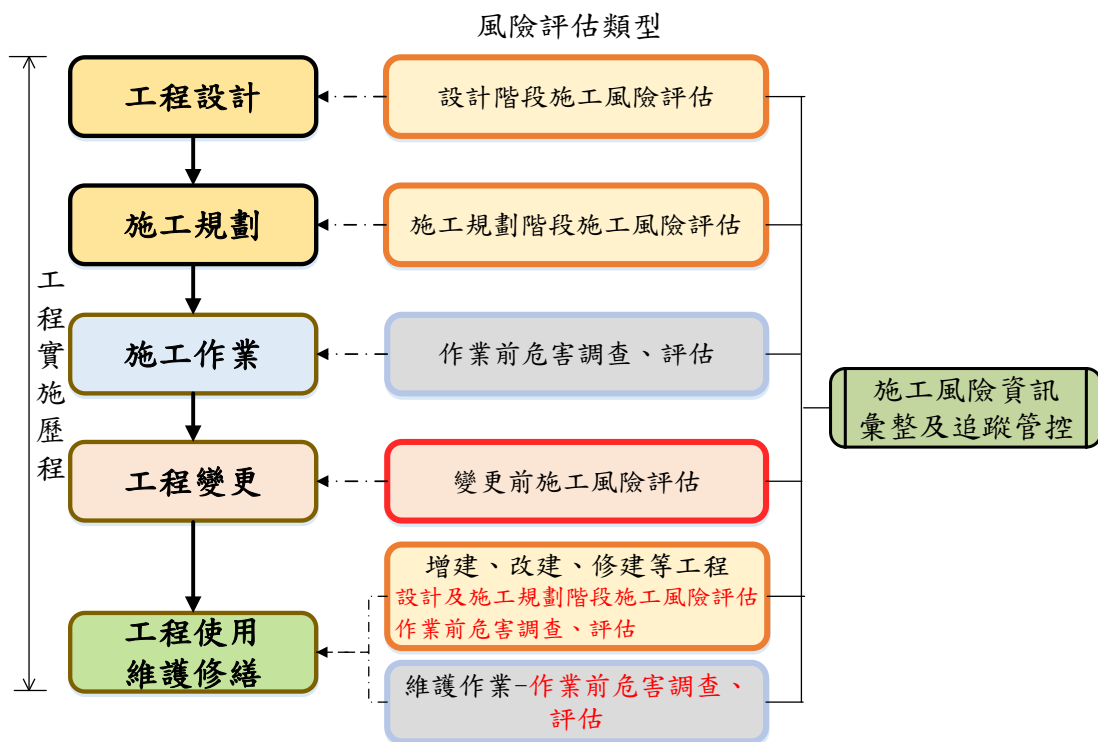 風險評估類型
工程設計
設計階段施工風險評估
施工規劃
施工規劃階段施工風險評估
工程實施歷程
施工作業
作業前危害調查、評估
施工風險資訊
彙整及追蹤管控
工程變更
變更前施工風險評估
增建、改建、修建等工程
設計及施工規劃階段施工風險評估
作業前危害調查、評估
工程使用
維護修繕
維護作業-作業前危害調查、
評估